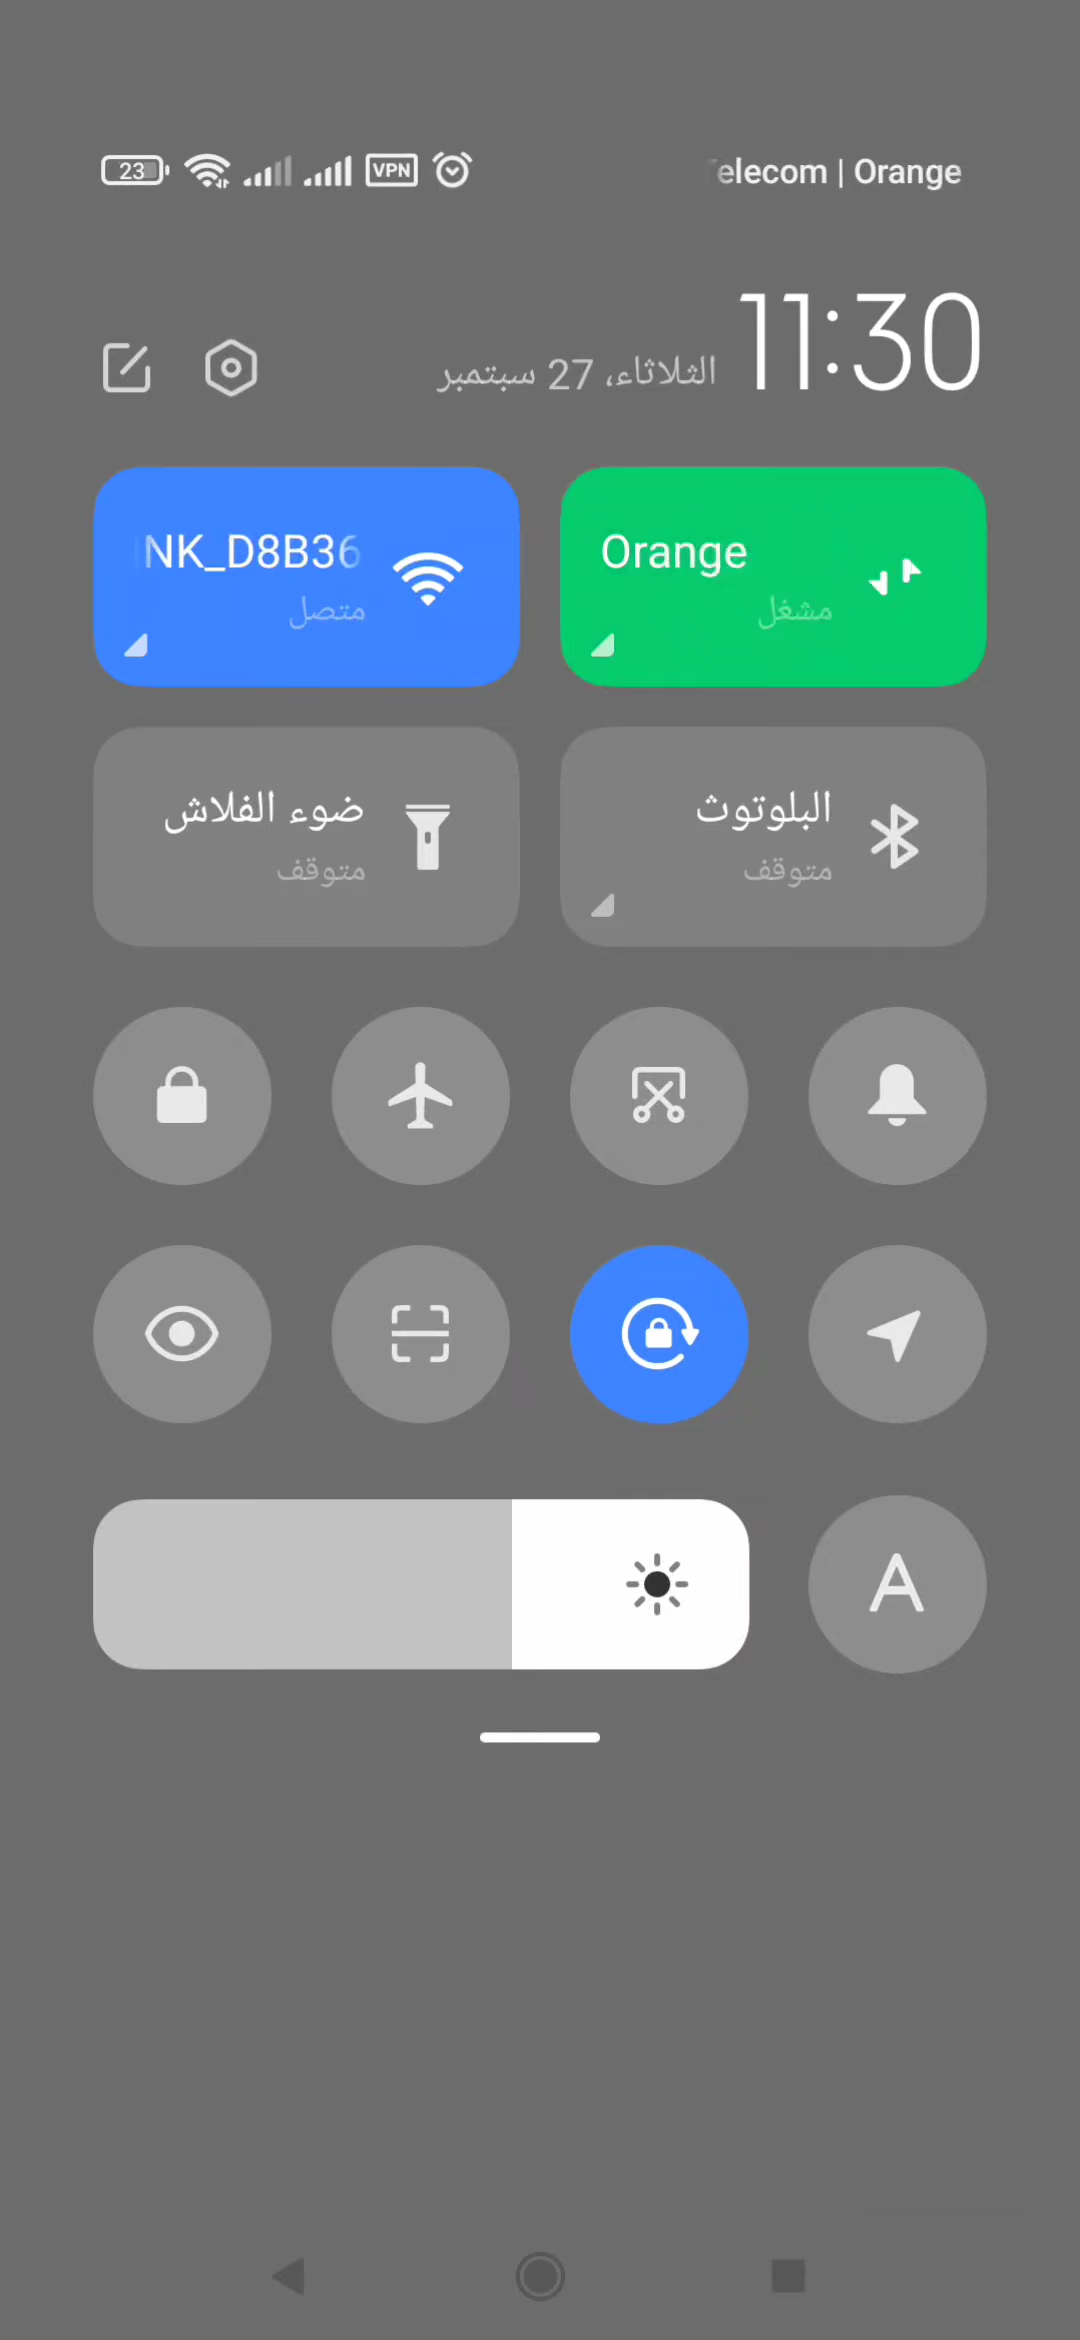 elecom | Orange
23 VPN
11:30
الثلاثاء، 27 سبتمبر
Orange
مشغل
NK_D8B36
متصل
البلوتوث
متوقف
ضوء الفلاش
متوقف
A